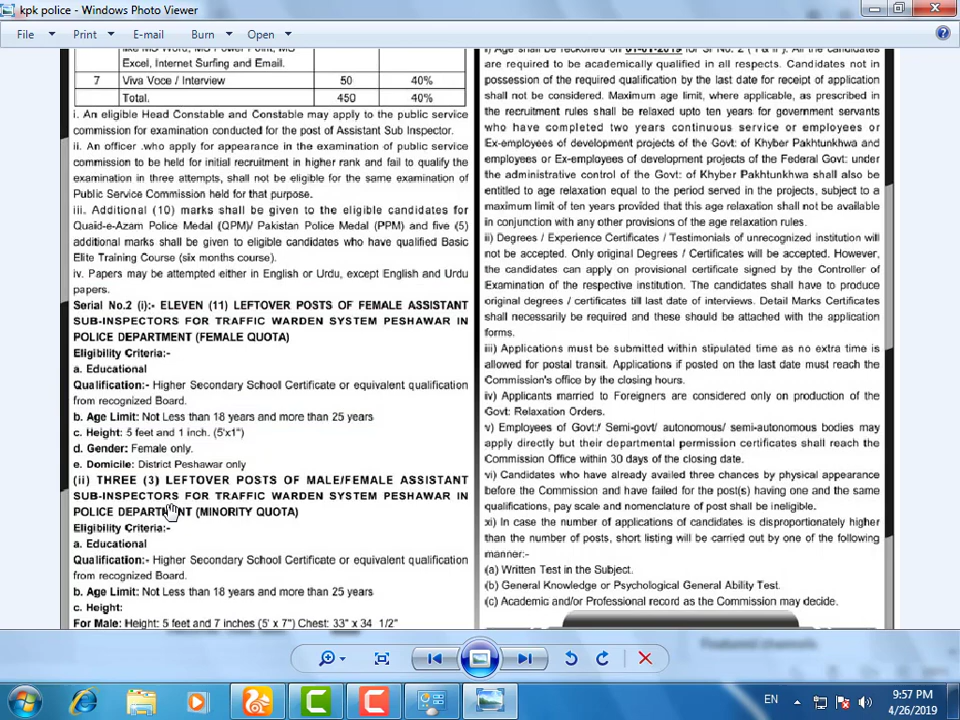 kpk police - Windows Photo Viewer
File Print E-mail Burn Open
like MS Word, MS Power Point, MS
Excel, Internet Surfing and Email.
7 Viva Voce / Interview 50 40%
Total. 450 40%
i. An eligible Head Constable and Constable may apply to the public service
commission for examination conducted for the post of Assistant Sub Inspector.
ii. An officer .who apply for appearance in the examination of public service
commission to be held for initial recruitment in higher rank and fail to qualify the
examination in three attempts, shall not be eligible for the same examination of
Public Service Commission held for that purpose.
iii. Additional (10) marks shall be given to the eligible candidates for
Quaid-e-Azam Police Medal (QPM)/ Pakistan Police Medal (PPM) and five (5)
additional marks shall be given to eligible candidates who have qualified Basic
Elite Training Course (six months course).
iv. Papers may be attempted either in English or Urdu, except English and Urdu
papers.
Serial No.2 (i):- ELEVEN (11) LEFTOVER POSTS OF FEMALE ASSISTANT
SUB-INSPECTORS FOR TRAFFIC WARDEN SYSTEM PESHAWAR IN
POLICE DEPARTMENT (FEMALE QUOTA)
Eligibility Criteria:-
a. Educational
Qualification:- Higher Secondary School Certificate or equivalent qualification
from recognized Board.
b. Age Limit: Not Less than 18 years and more than 25 years
c. Height: 5 feet and 1 inch. (5'x1")
d. Gender: Female only.
e. Domicile: District Peshawar only
(ii) THREE (3) LEFTOVER POSTS OF MALE/FEMALE ASSISTANT
SUB-INSPECTORS FOR TRAFFIC WARDEN SYSTEM PESHAWAR IN
POLICE DEPARTMENT (MINORITY QUOTA)
Eligibility Criteria:-
a. Educational
Qualification:- Higher Secondary School Certificate or equivalent qualification
from recognized Board.
b. Age Limit: Not Less than 18 years and more than 25 years
c. Height:
For Male: Height: 5 feet and 7 inches (5' x 7") Chest: 33" x 34 1/2"
i) Age shall be reckoned on 01-01-2019 for Sr No. 2 ( i & ii ). All the candidates
are required to be academically qualified in all respects. Candidates not in
possession of the required qualification by the last date for receipt of application
shall not be considered. Maximum age limit, where applicable, as prescribed in
the recruitment rules shall be relaxed upto ten years for government servants
who have completed two years continuous service or employees or
Ex-employees of development projects of the Govt: of Khyber Pakhtunkhwa and
employees or Ex-employees of development projects of the Federal Govt: under
the administrative control of the Govt: of Khyber Pakhtunkhwa shall also be
entitled to age relaxation equal to the period served in the projects, subject to a
maximum limit of ten years provided that this age relaxation shall not be available
in conjunction with any other provisions of the age relaxation rules.
ii) Degrees / Experience Certificates / Testimonials of unrecognized institution will
not be accepted. Only original Degrees / Certificates will be accepted. However,
the candidates can apply on provisional certificate signed by the Controller of
Examination of the respective institution. The candidates shall have to produce
original degrees / certificates till last date of interviews. Detail Marks Certificates
shall necessarily be required and these should be attached with the application
forms.
iii) Applications must be submitted within stipulated time as no extra time is
allowed for postal transit. Applications if posted on the last date must reach the
Commission's office by the closing hours.
iv) Applicants married to Foreigners are considered only on production of the
Govt: Relaxation Orders.
v) Employees of Govt:/ Semi-govt/ autonomous/ semi-autonomous bodies may
apply directly but their departmental permission certificates shall reach the
Commission Office within 30 days of the closing date.
vi) Candidates who have already availed three chances by physical appearance
before the Commission and have failed for the post(s) having one and the same
qualifications, pay scale and nomenclature of post shall be ineligible.
xi) In case the number of applications of candidates is disproportionately higher
than the number of posts, short listing will be carried out by one of the following
manner:-
(a) Written Test in the Subject.
(b) General Knowledge or Psychological General Ability Test.
(c) Academic and/or Professional record as the Commission may decide.
Featured channels
EN
9:57 PM
4/26/2019